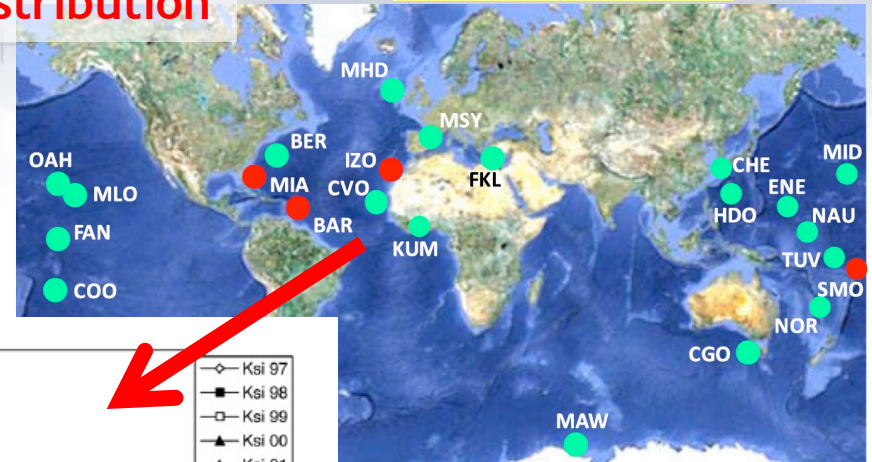 stribution
MHD
MSY
BER
IZO
OAH
FKL
CHE
MID
MIA
CVO
MLO
ENE
HDO
BAR
NAU
FAN
KUM
TUV
COO
SMO
NOR
CGO
Ksi 97
Ksi 98
Ksi 99
Ksi 00
MAW